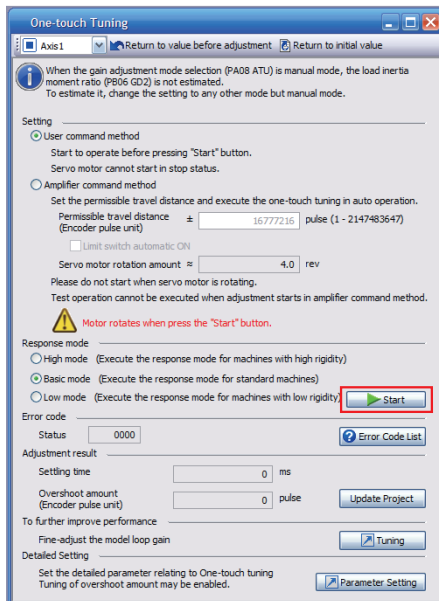 One-touch Tuning
Axis1 Return to value before adjustment Return to initial value
When the gain adjustment mode selection (PA08 ATU) is manual mode, the load inertia
moment ratio (PB06 GD2) is not estimated.
To estimate it, change the setting to any other mode but manual mode.
Setting
User command method
Start to operate before pressing "Start" button.
Servo motor cannot start in stop status.
Amplifier command method
Set the permissible travel distance and execute the one-touch tuning in auto operation.
Permissible travel distance ± 16777216 pulse (1 - 2147483647)
(Encoder pulse unit)
Limit switch automatic ON
Servo motor rotation amount ≈ 4.0 rev
Please do not start when servo motor is rotating.
Test operation cannot be executed when adjustment starts in amplifier command method.
Motor rotates when press the "Start" button.
Response mode
High mode (Execute the response mode for machines with high rigidity)
Basic mode (Execute the response mode for standard machines)
Low mode (Execute the response mode for machines with low rigidity) Start
Error code
Status 0000 Error Code List
Adjustment result
Settling time 0 ms
Overshoot amount 0 pulse Update Project
(Encoder pulse unit)
To further improve performance
Fine-adjust the model loop gain Tuning
Detailed Setting
Set the detailed parameter relating to One-touch tuning
Tuning of overshoot amount may be enabled. Parameter Setting